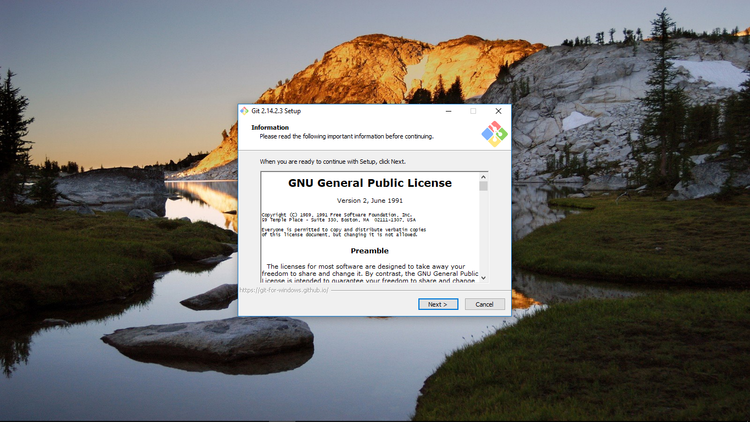 Git 2.14.2.3 Setup
Information
Please read the following important information before continuing.
When you are ready to continue with Setup, click Next.
GNU General Public License
Version 2, June 1991
Copyright (C) 1989, 1991 Free Software Foundation, Inc.
59 Temple Place - Suite 330, Boston, MA  02111-1307, USA
Everyone is permitted to copy and distribute verbatim copies
of this license document, but changing it is not allowed.
Preamble
The licenses for most software are designed to take away your
freedom to share and change it. By contrast, the GNU General Public
License is intended to guarantee your freedom to share and change
https://git-for-windows.github.io/
Next >
Cancel